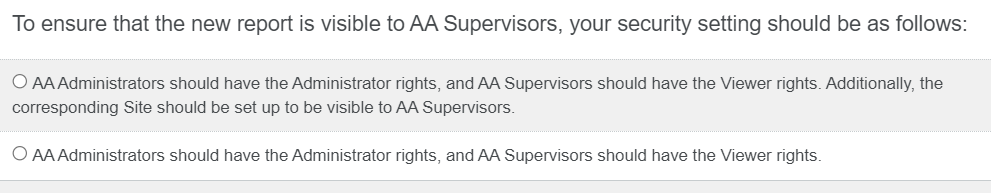 To ensure that the new report is visible to AA Supervisors, your security setting should be as follows:
AA Administrators should have the Administrator rights, and AA Supervisors should have the Viewer rights. Additionally, the
corresponding Site should be set up to be visible to AA Supervisors.
AA Administrators should have the Administrator rights, and AA Supervisors should have the Viewer rights.